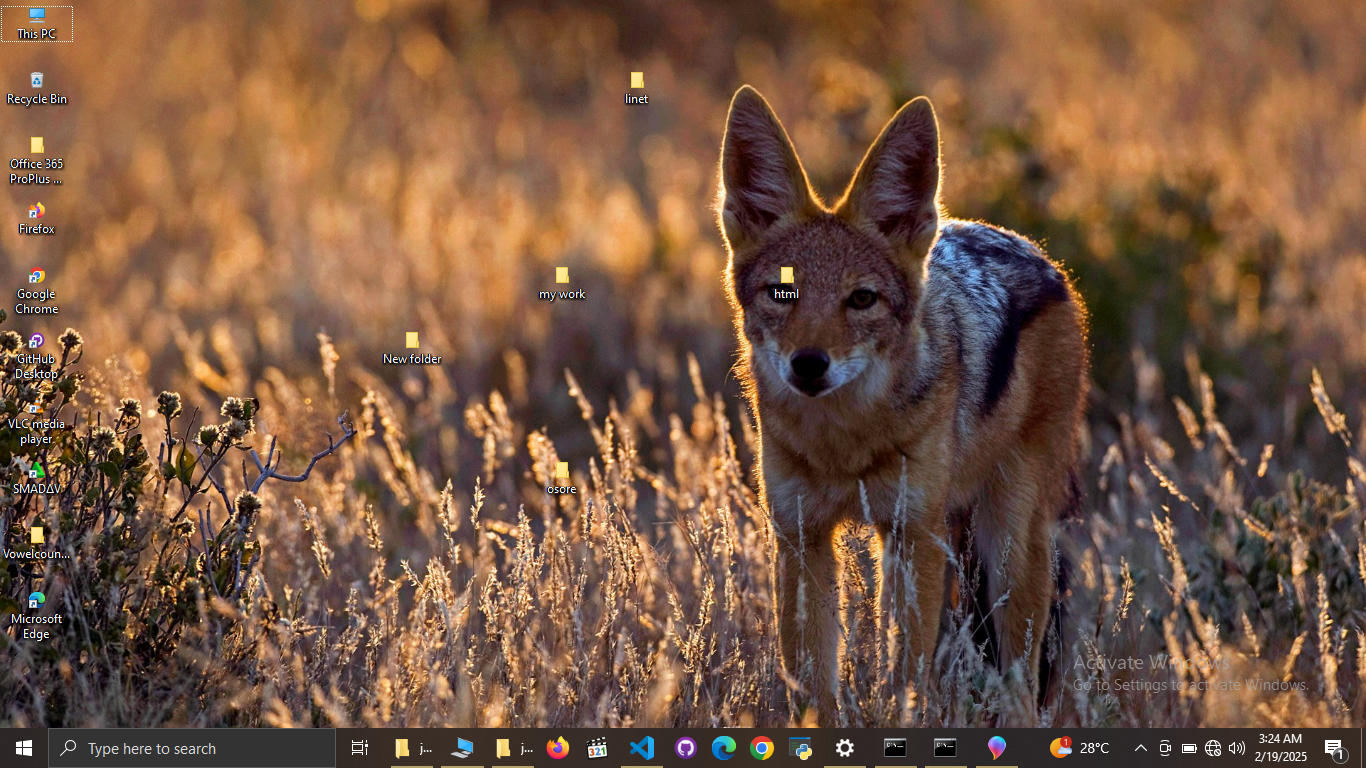 This PC
Recycle Bin
Office 365
ProPlus ...
Firefox
Google
Chrome
GitHub
Desktop
VLC media
player
SMADΔV
Vowelcoun...
Microsoft
Edge
linet
my work
html
New folder
osore
Activate Windows
Go to Settings to activate Windows.
Type here to search
j...
j...
321
1
28°C
3:24 AM
2/19/2025
1